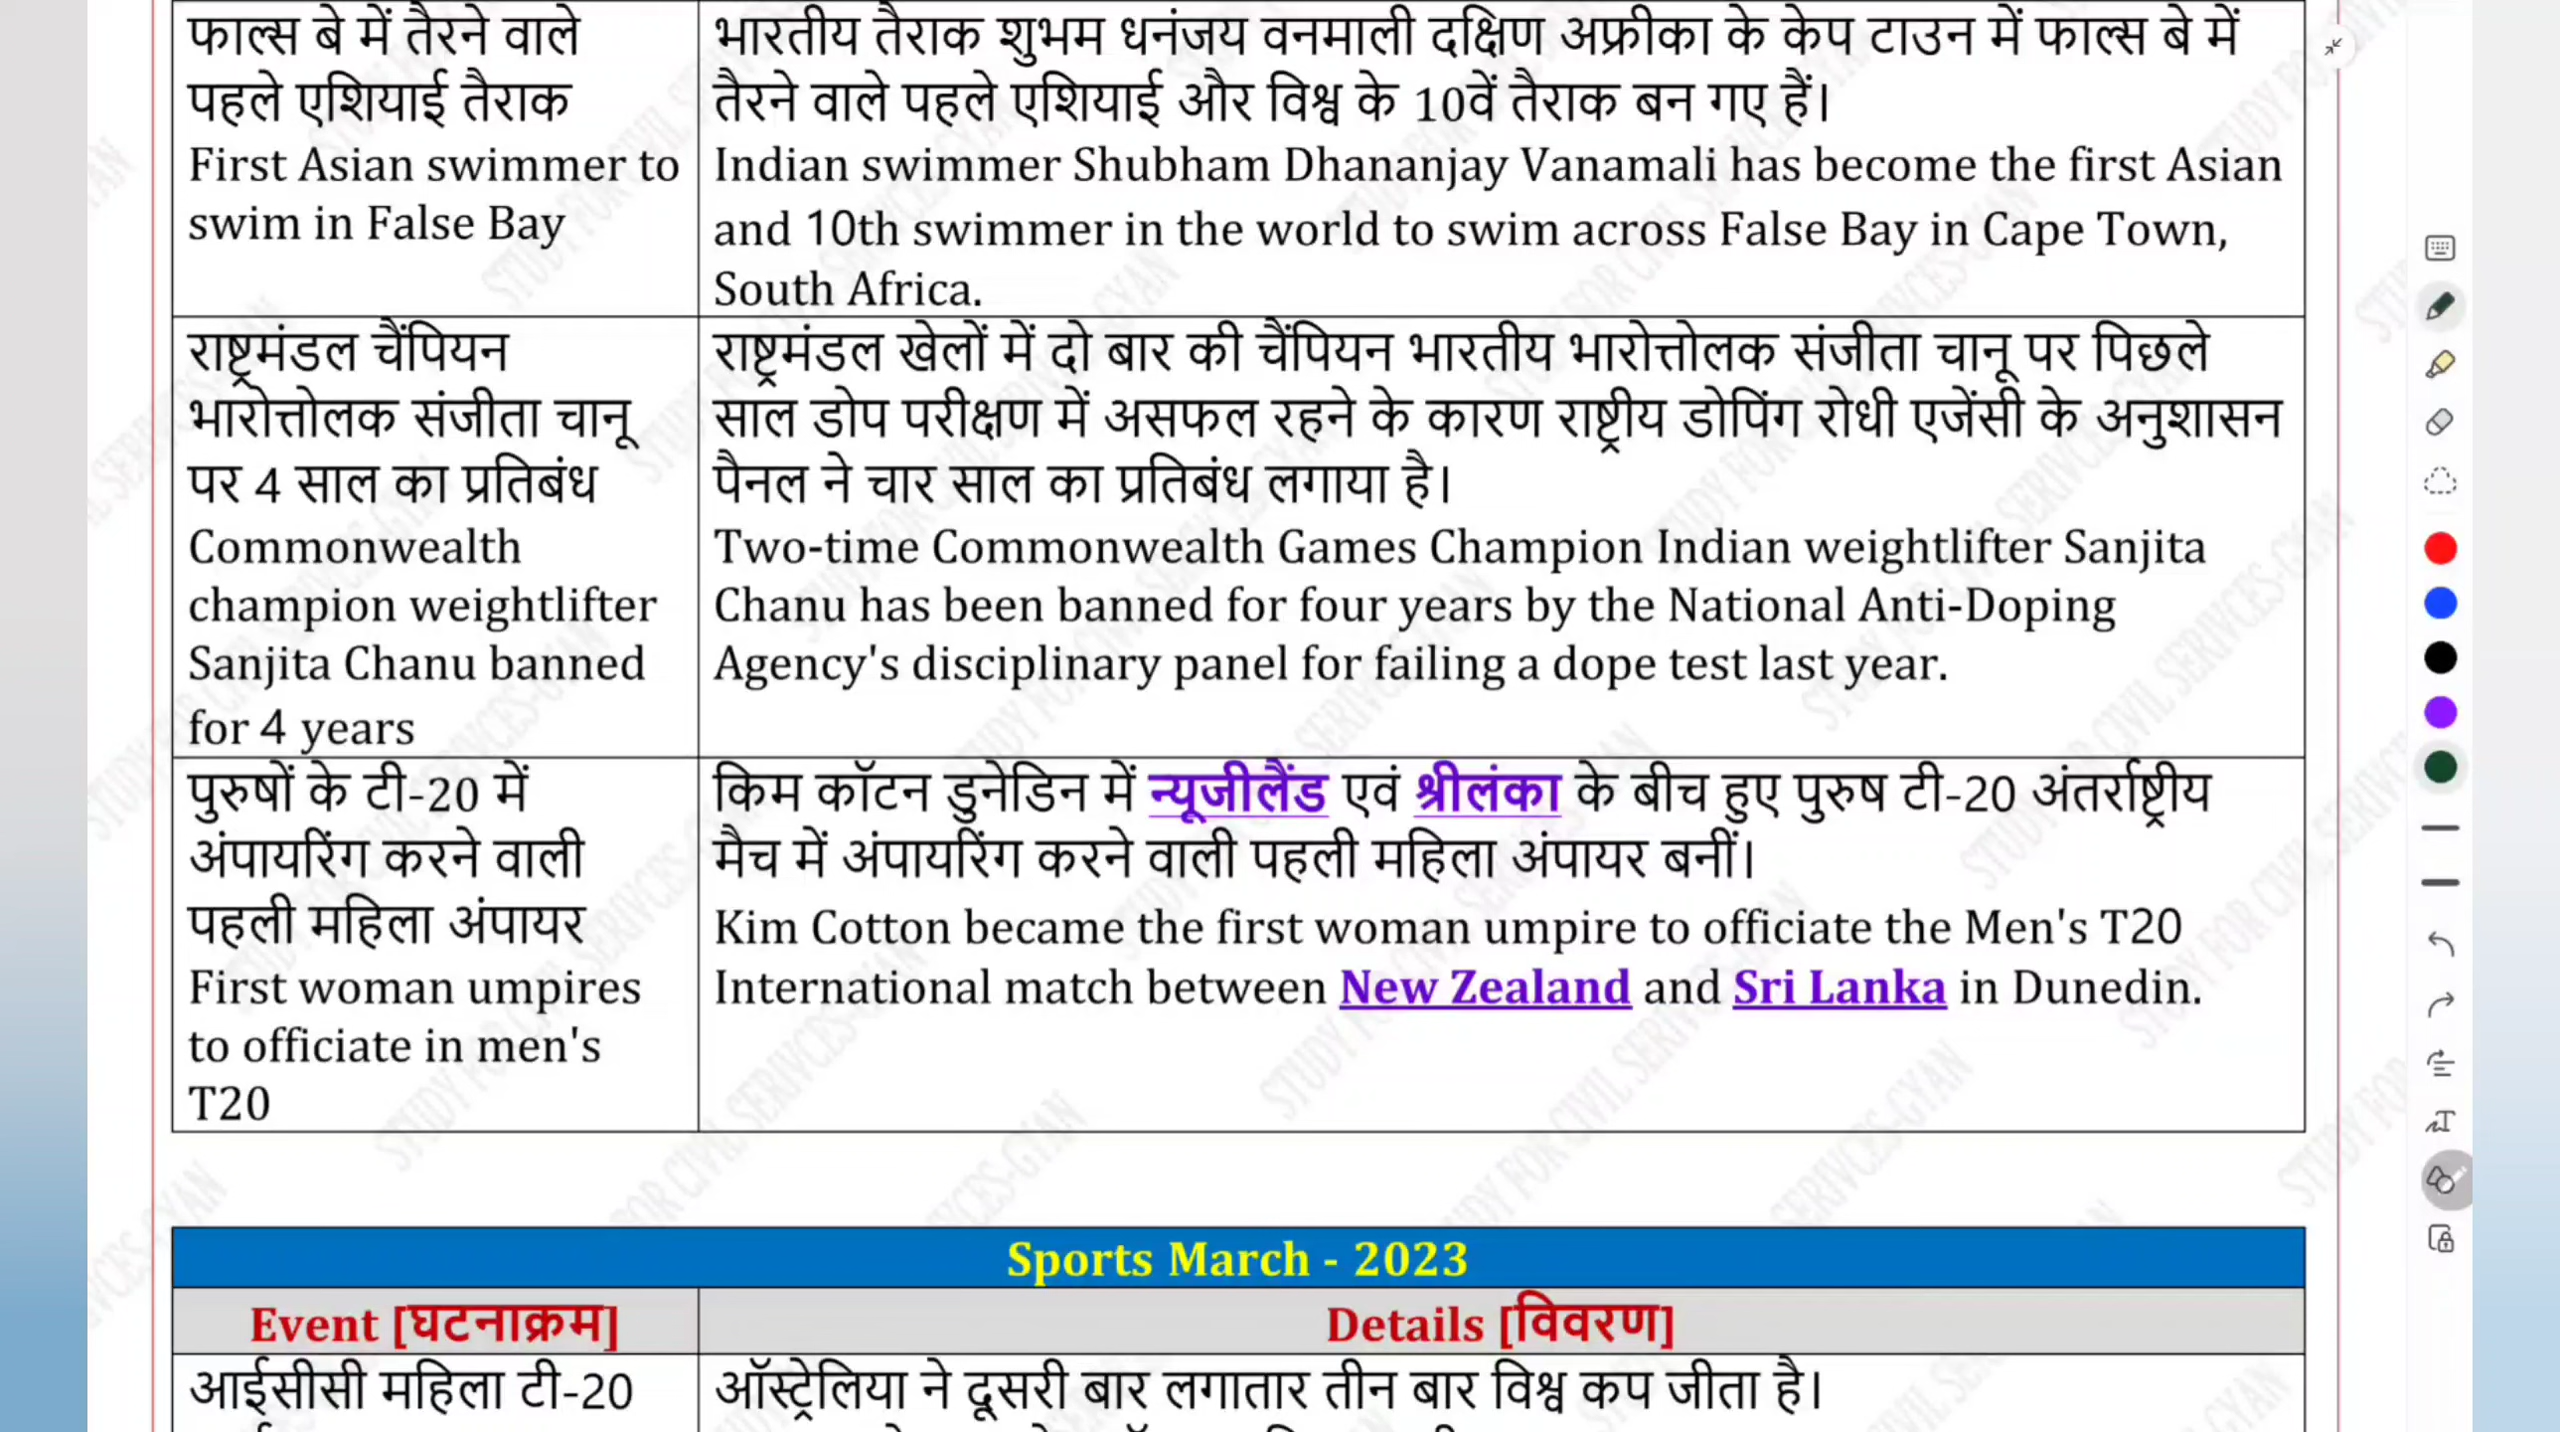 फाल्स बे में तैरने वाले
पहले एशियाई तैराक
First Asian swimmer to
swim in False Bay
भारतीय तैराक शुभम धनंजय वनमाली दक्षिण अफ्रीका के केप टाउन में फाल्स बे में
तैरने वाले पहले एशियाई और विश्व के 10वें तैराक बन गए हैं।
Indian swimmer Shubham Dhananjay Vanamali has become the first Asian
and 10th swimmer in the world to swim across False Bay in Cape Town,
South Africa.
राष्ट्रमंडल चैंपियन
भारोत्तोलक संजीता चानू
पर 4 साल का प्रतिबंध
Commonwealth
champion weightlifter
Sanjita Chanu banned
for 4 years
राष्ट्रमंडल खेलों में दो बार की चैंपियन भारतीय भारोत्तोलक संजीता चानू पर पिछले
साल डोप परीक्षण में असफल रहने के कारण राष्ट्रीय डोपिंग रोधी एजेंसी के अनुशासन
पैनल ने चार साल का प्रतिबंध लगाया है।
Two-time Commonwealth Games Champion Indian weightlifter Sanjita
Chanu has been banned for four years by the National Anti-Doping
Agency's disciplinary panel for failing a dope test last year.
पुरुषों के टी-20 में
अंपायरिंग करने वाली
पहली महिला अंपायर
First woman umpires
to officiate in men's
T20
किम कॉटन डुनेडिन में न्यूजीलैंड एवं श्रीलंका के बीच हुए पुरुष टी-20 अंतर्राष्ट्रीय
मैच में अंपायरिंग करने वाली पहली महिला अंपायर बनीं।
Kim Cotton became the first woman umpire to officiate the Men's T20
International match between New Zealand and Sri Lanka in Dunedin.
Sports March - 2023
Event [घटनाक्रम]
Details [विवरण]
आईसीसी महिला टी-20
ऑस्ट्रेलिया ने दूसरी बार लगातार तीन बार विश्व कप जीता है।
STUDY FOR CIVIL SERIVCES-GYAN